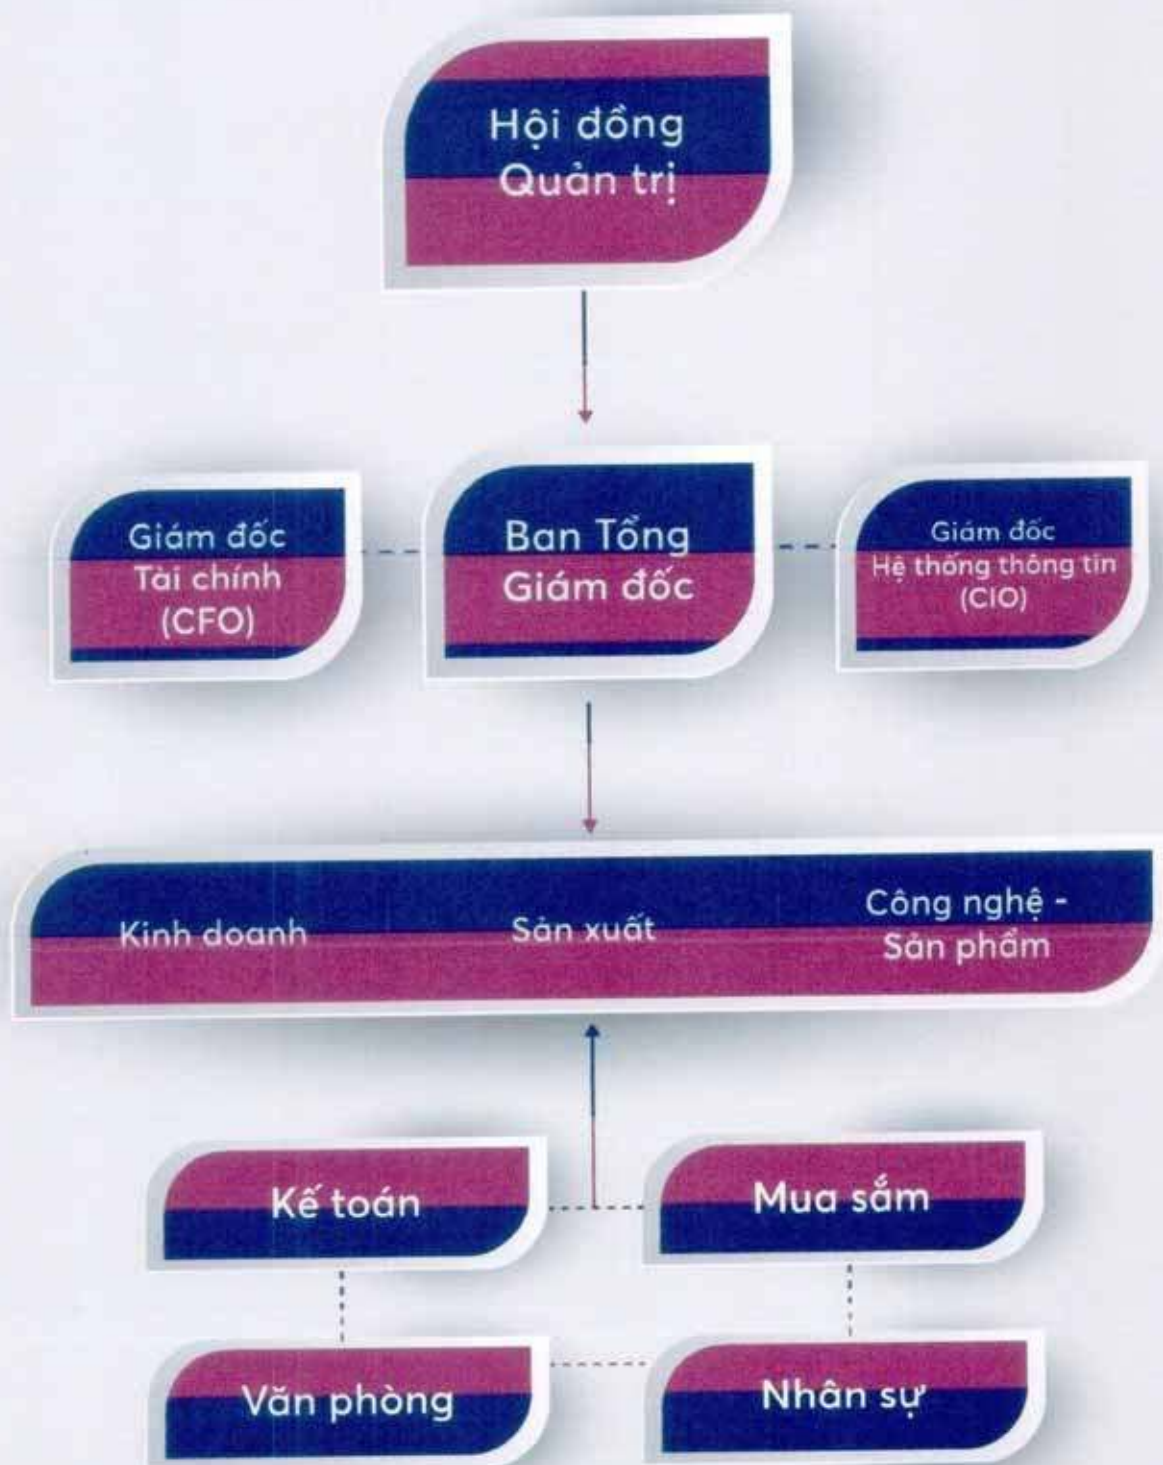 Hội đồng
Quản trị
Giám đốc
Tài chính
(CFO)
Ban Tổng
Giám đốc
Giám đốc
Hệ thống thông tin
(CIO)
Kinh doanh
Sản xuất
Công nghệ -
Sản phẩm
Kế toán
Mua sắm
Văn phòng
Nhân sự